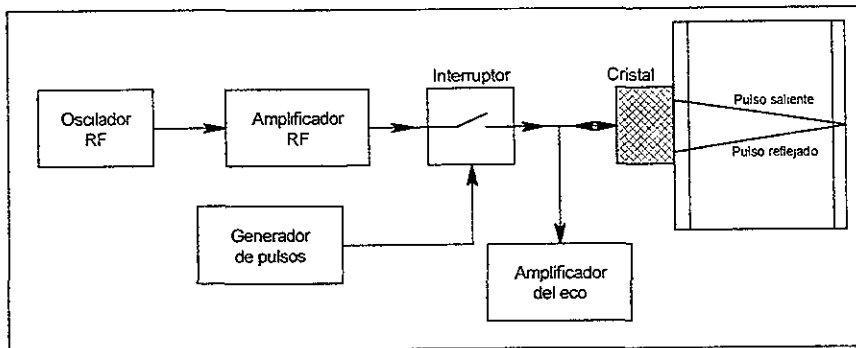 Interruptor
Cristal
Oscilador
RF
Amplificador
RF
Pulso saliente
Pulso reflejado
Generador
de pulsos
Amplificador
del eco